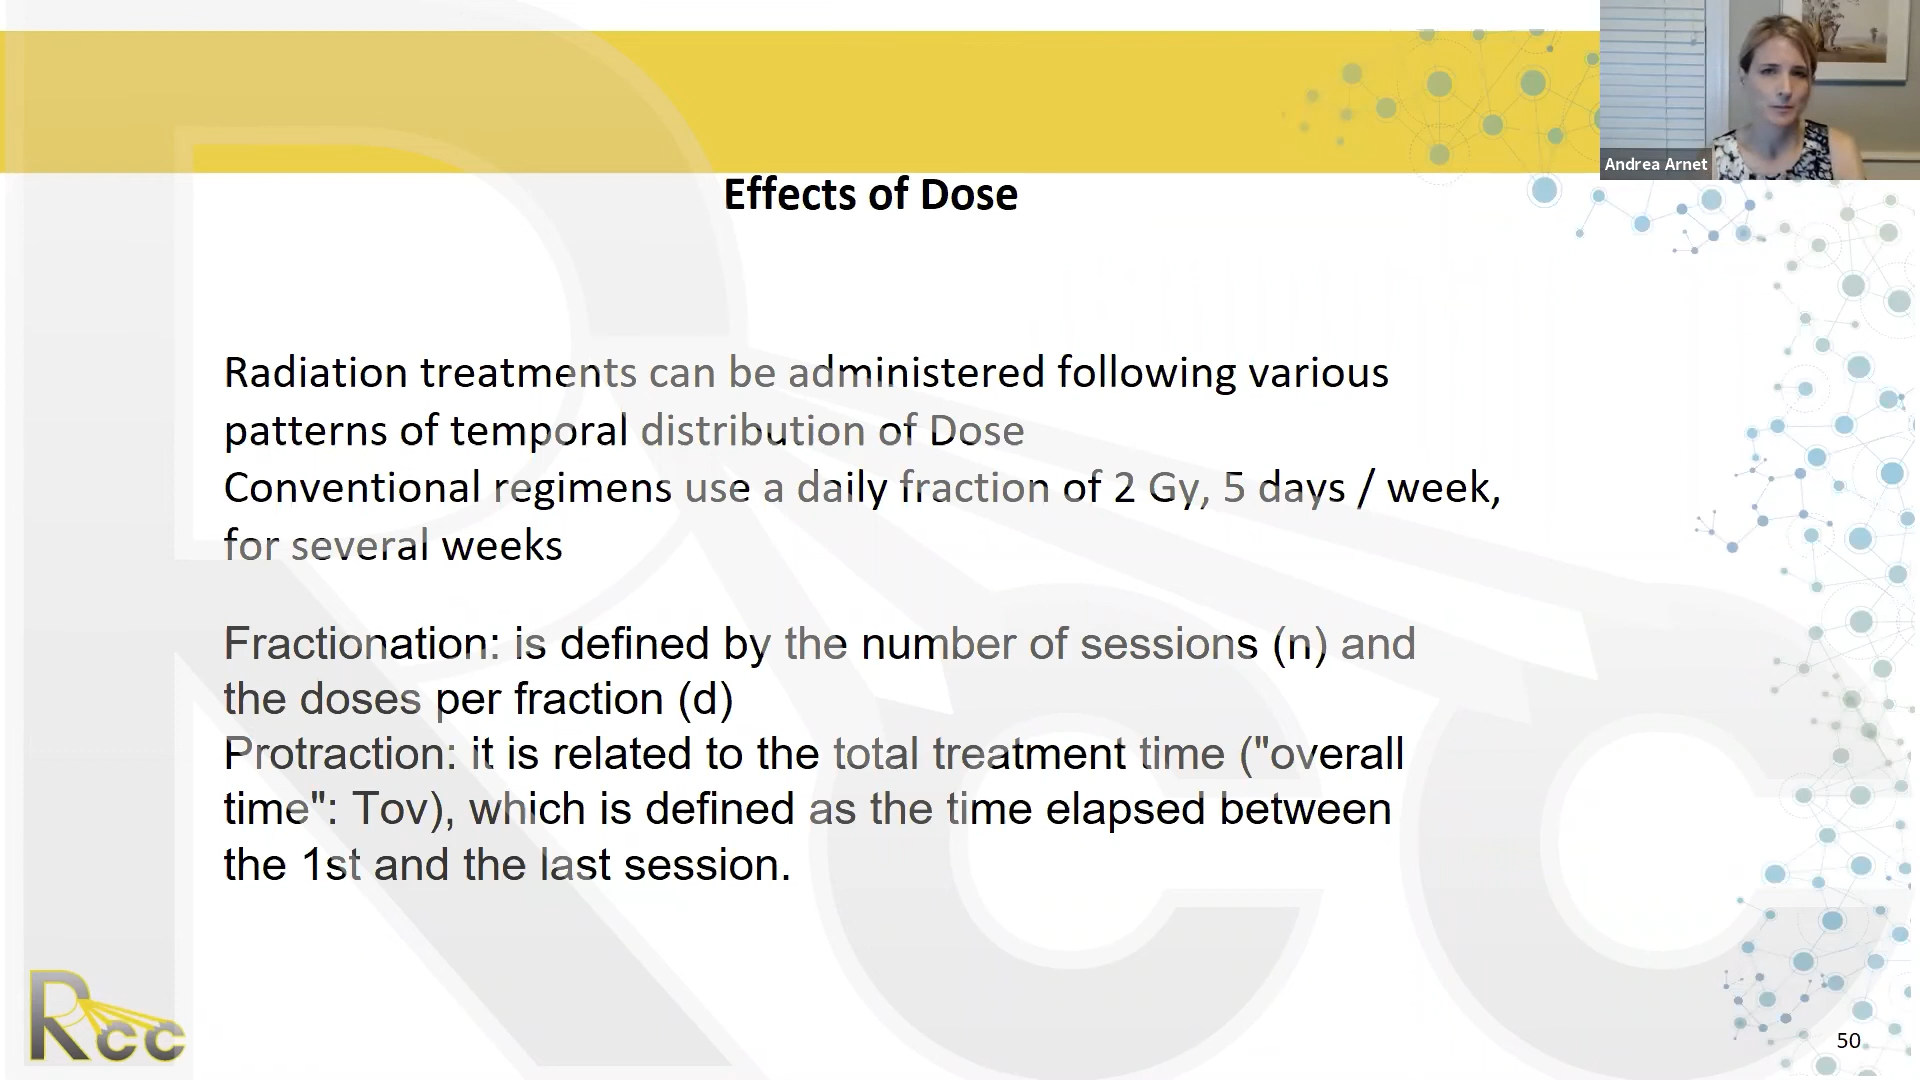 Andrea Arnet
Effects of Dose
Radiation treatments can be administered following various
patterns of temporal distribution of Dose
Conventional regimens use a daily fraction of 2 Gy, 5 days / week,
for several weeks
Fractionation: is defined by the number of sessions (n) and
the doses per fraction (d)
Protraction: it is related to the total treatment time ("overall
time": Tov), which is defined as the time elapsed between
the 1st and the last session.
Rcc
50